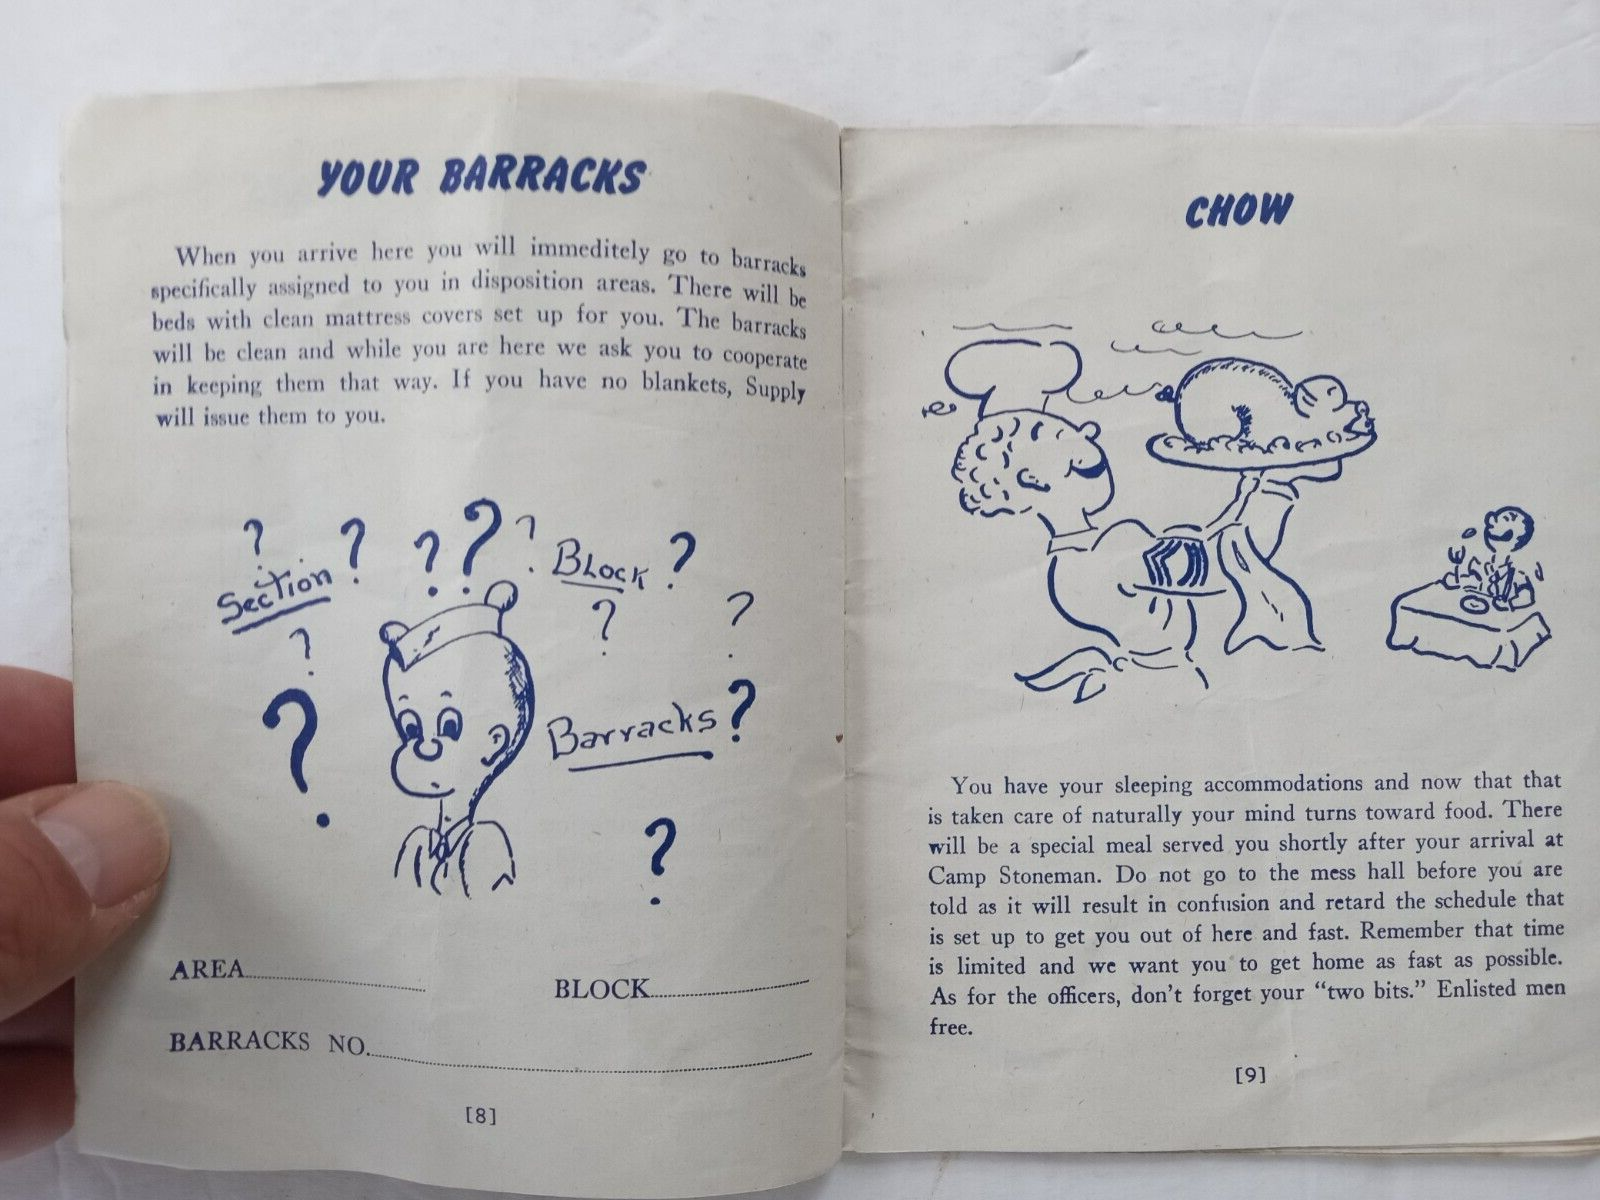 YOUR BARRACKS
When you arrive here you will immeditely go to barracks
specifically assigned to you in disposition areas. There will be
beds with clean mattress covers set up for you. The barracks
will be clean and while you are here we ask you to cooperate
in keeping them that way. If you have no blankets, Supply
will issue them to you.
? ? ? ? ?
Section Block ?
? ? ?
?
Barracks?
?
AREA
BLOCK
BARRACKS NO.
[8]
CHOW
You have your sleeping accommodations and now that that
is taken care of naturally your mind turns toward food. There
will be a special meal served you shortly after your arrival at
Camp Stoneman. Do not go to the mess hall before you are
told as it will result in confusion and retard the schedule that
is set up to get you out of here and fast. Remember that time
is limited and we want you to get home as fast as possible.
As for the officers, don't forget your "two bits." Enlisted men
free.
[9]